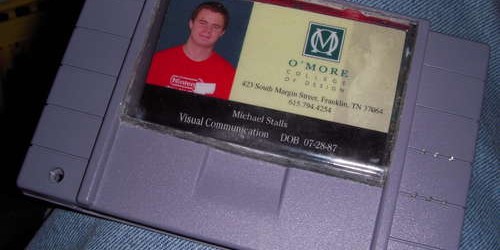 O'MORE
COLLEGE
OF DESIGN
423 South Margin Street, Franklin, TN 37064
615.794.4254
Michael Stalls
Visual Communication DOB 07-28-87